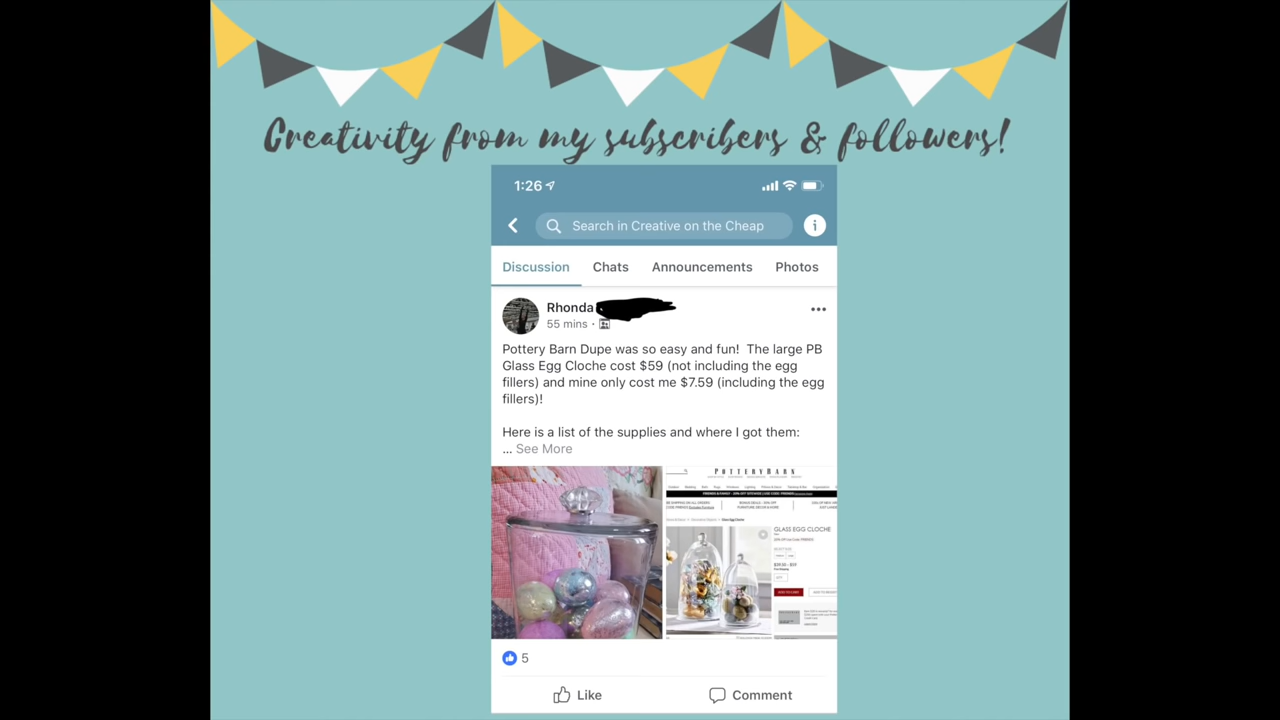 Creativity from my subscribers & followers!
1:26
Search in Creative on the Cheap
Discussion Chats Announcements Photos
Rhonda
55 mins ·
Pottery Barn Dupe was so easy and fun! The large PB
Glass Egg Cloche cost $59 (not including the egg
fillers) and mine only cost me $7.59 (including the egg
fillers)!
Here is a list of the supplies and where I got them:
... See More
POTTERY BARN
GLASS EGG CLOCHE
5
Like Comment